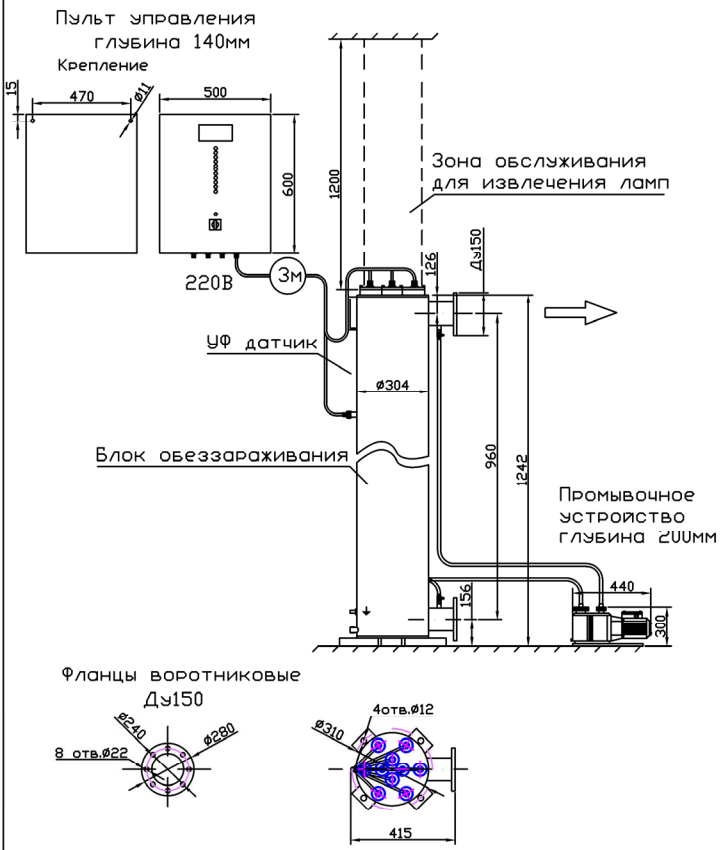 Пульт управления
глубина 140мм
Крепление
15
470
ø11
500
600
220В
3м
1200
Зона обслуживания
для извлечения ламп
126
Ду150
УФ датчик
ø304
Блок обеззараживания
960
1242
Промывочное
устройство
глубина 200мм
440
300
156
Фланцы воротниковые
Ду150
ø240
ø280
8 отв.ø22
ø310
4отв.ø12
415